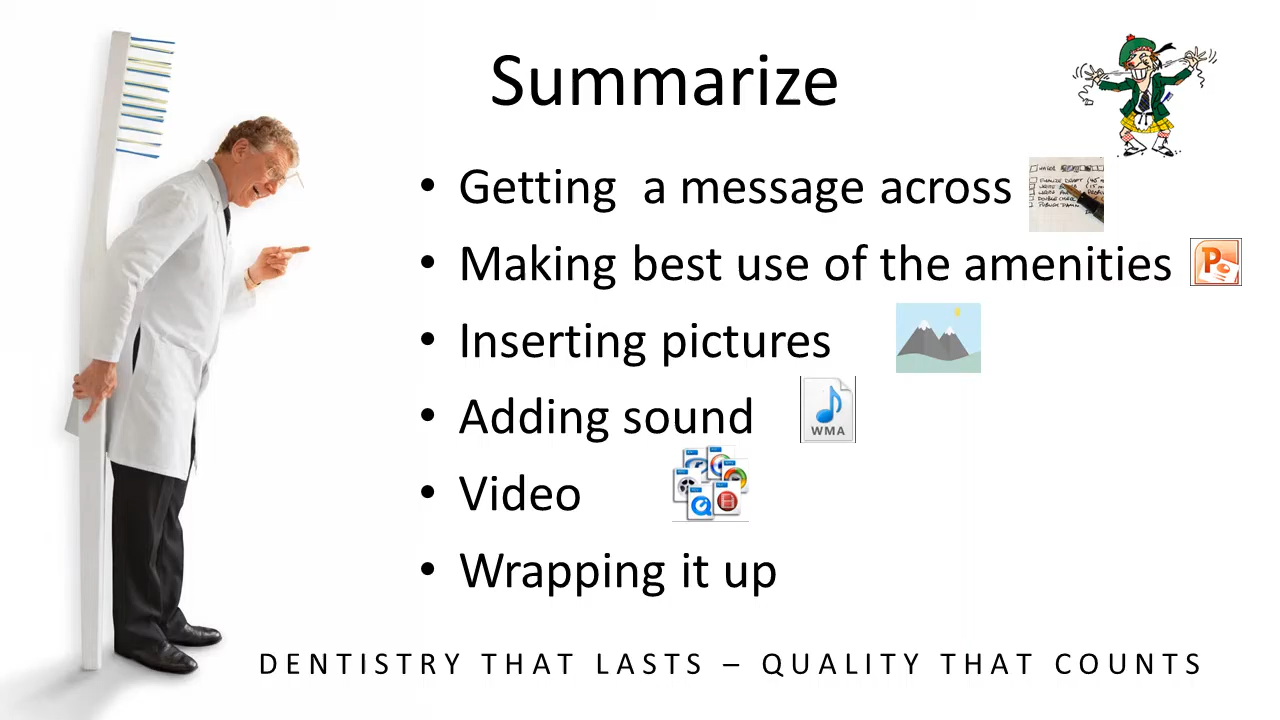 Summarize
• Getting  a message across
• Making best use of the amenities
P
• Inserting pictures
• Adding sound
WMA
• Video
• Wrapping it up
DENTISTRY THAT LASTS – QUALITY THAT COUNTS